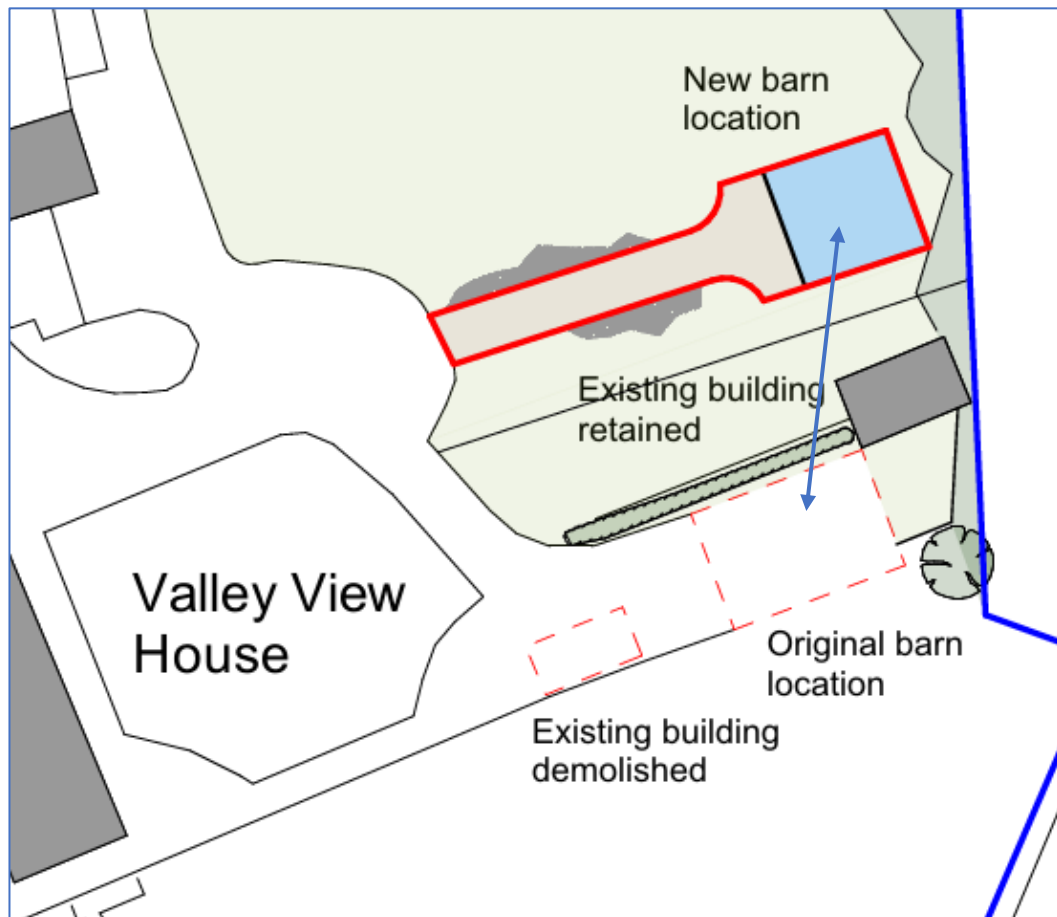 New barn
location
Existing building
retained
Valley View
House
Original barn
location
Existing building
demolished